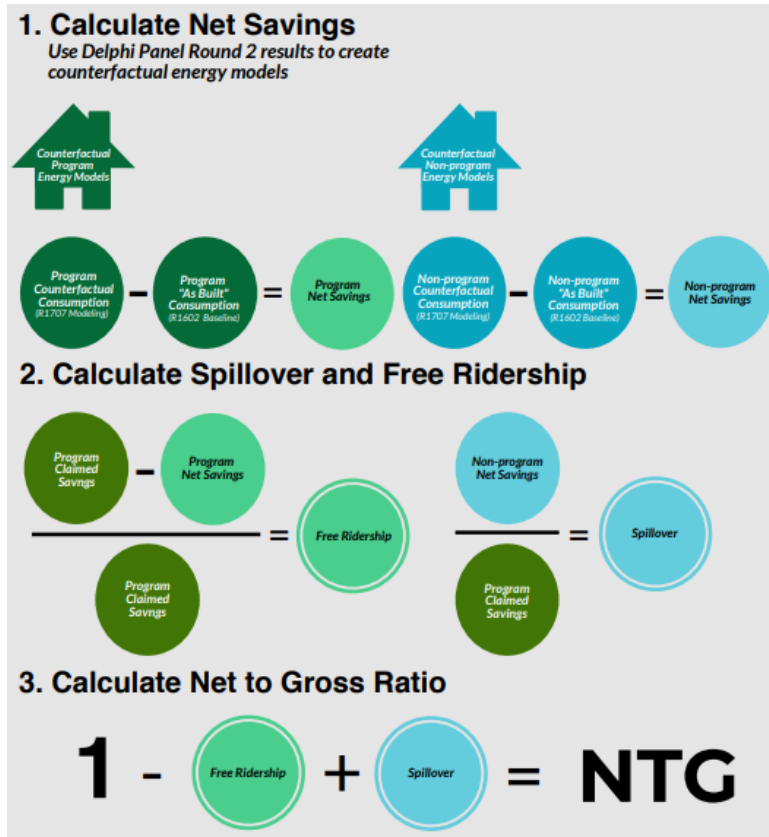 1. Calculate Net Savings
Use Delphi Panel Round 2 results to create
counterfactual energy models
Counterfactual
Program
Energy Models
Counterfactual
Non-program
Energy Models
Program
Counterfactual
Consumption
(R1707 Modeling)
-
Program
"As Built"
Consumption
(R1602 Baseline)
=
Program
Net Savings
Non-program
Counterfactual
Consumption
(R1707 Modeling)
-
Non-program
"As Built"
Consumption
(R1602 Baseline)
=
Non-program
Net Savings
2. Calculate Spillover and Free Ridership
Program
Claimed
Savngs
-
Program
Net Savings
=
Free Ridership
Program
Claimed
Savngs
Non-program
Net Savings
=
Spillover
Program
Claimed
Savings
3. Calculate Net to Gross Ratio
1 - Free Ridership + Spillover = NTG